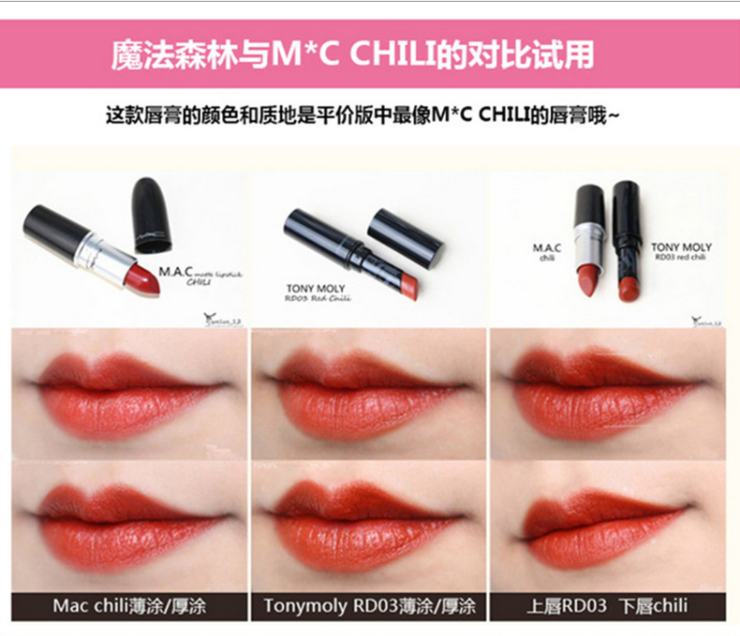 魔法森林与M*C CHILI的对比试用
这款唇膏的颜色和质地是平价版中最像M*C CHILI的唇膏哦~
M.A.C matte lipstick
CHILI
TONY MOLY
RD03 Red Chili
M.A.C
chili
TONY MOLY
RD03 red chili
Mac chili薄涂/厚涂
Tonymoly RD03薄涂/厚涂
上唇RD03 下唇chili